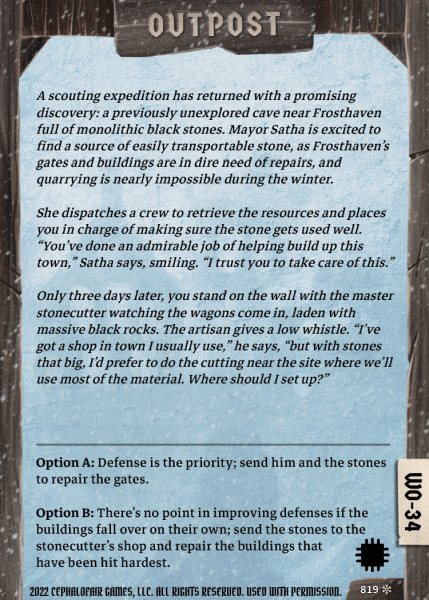 OUTPOST
A scouting expedition has returned with a promising
discovery: a previously unexplored cave near Frosthaven
full of monolithic black stones. Mayor Satha is excited to
find a source of easily transportable stone, as Frosthaven’s
gates and buildings are in dire need of repairs, and
quarrying is nearly impossible during the winter.
She dispatches a crew to retrieve the resources and places
you in charge of making sure the stone gets used well.
“You’ve done an admirable job of helping build up this
town,” Satha says, smiling. “I trust you to take care of this.”
Only three days later, you stand on the wall with the master
stonecutter watching the wagons come in, laden with
massive black rocks. The artisan gives a low whistle. “I’ve
got a shop in town I usually use,” he says, “but with stones
that big, I’d prefer to do the cutting near the site where we’ll
use most of the material. Where should I set up?”
Option A: Defense is the priority; send him and the stones
to repair the gates.
Option B: There’s no point in improving defenses if the
buildings fall over on their own; send the stones to the
stonecutter’s shop and repair the buildings that
have been hit hardest.
WO-34
2022 CEPHALOFAIR GAMES, LLC. ALL RIGHTS RESERVED. USED WITH PERMISSION.
819